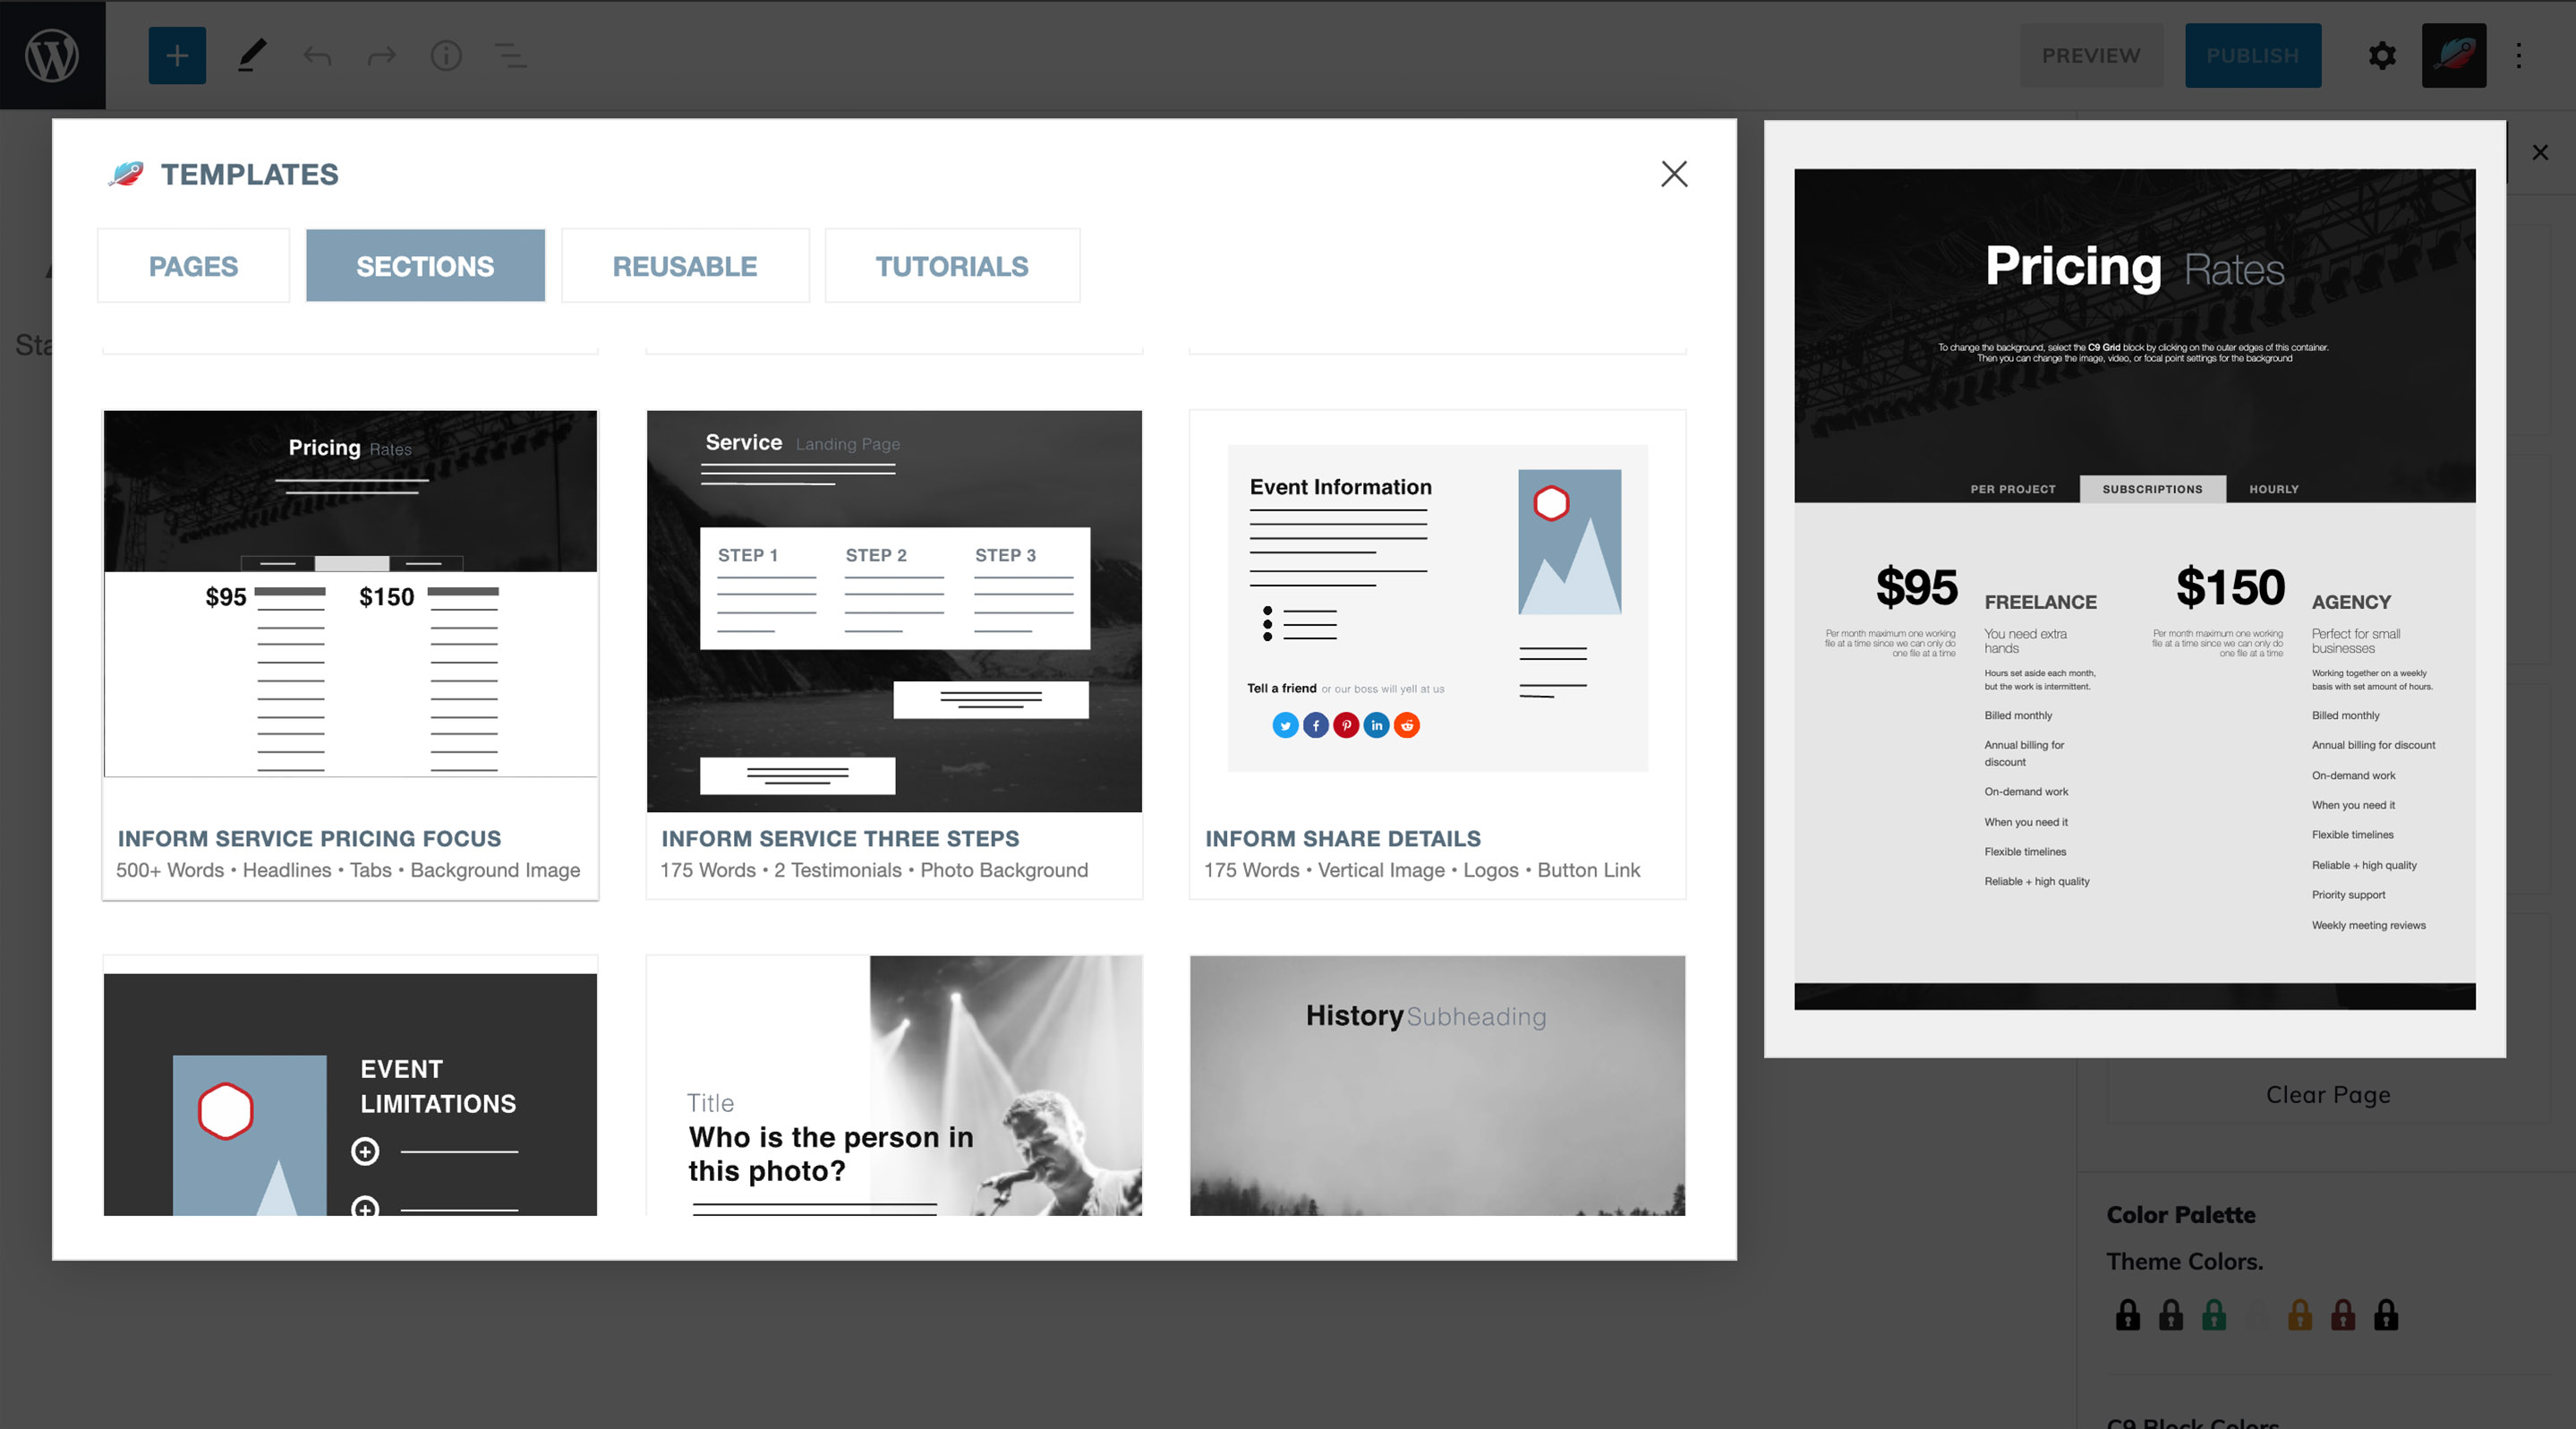 PREVIEW
PUBLISH
TEMPLATES
PAGES
SECTIONS
REUSABLE
TUTORIALS
Sta
Pricing Rates
$95
$150
INFORM SERVICE PRICING FOCUS
500+ Words • Headlines • Tabs • Background Image
Service Landing Page
STEP 1
STEP 2
STEP 3
INFORM SERVICE THREE STEPS
175 Words • 2 Testimonials • Photo Background
Event Information
Tell a friend or our boss will yell at us
INFORM SHARE DETAILS
175 Words • Vertical Image • Logos • Button Link
EVENT
LIMITATIONS
Title
Who is the person in
this photo?
History Subheading
Pricing Rates
To change the background, select the C9 Grid block by clicking on the outer edges of this container.
Then you can change the image, video, or focal point settings for the background
PER PROJECT
SUBSCRIPTIONS
HOURLY
$95
Per month maximum one working
file at a time since we can only do
one file at a time
FREELANCE
You need extra
hands
Hours set aside each month,
but the work is intermittent.
Billed monthly
Annual billing for
discount
On-demand work
When you need it
Flexible timelines
Reliable + high quality
$150
Per month maximum one working
file at a time since we can only do
one file at a time
AGENCY
Perfect for small
businesses
Working together on a weekly
basis with set amount of hours.
Billed monthly
Annual billing for discount
On-demand work
When you need it
Flexible timelines
Reliable + high quality
Priority support
Weekly meeting reviews
Clear Page
Color Palette
Theme Colors.
C9 Block Colors